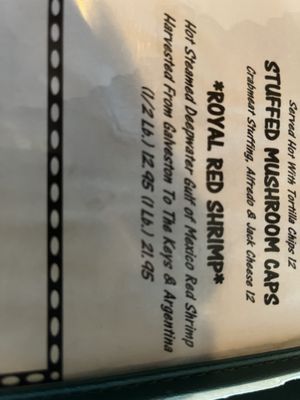 Served Hot With Tortilla Chips 12
STUFFED MUSHROOM CAPS
Crabmeat Stuffing, Alfredo & Jack Cheese 12
*ROYAL RED SHRIMP*
Hot Steamed Deepwater Gulf of Mexico Red Shrimp
Harvested From Galveston To The Keys & Argentina
(1/2 Lb.) 12.95 (1 Lb.) 21.95